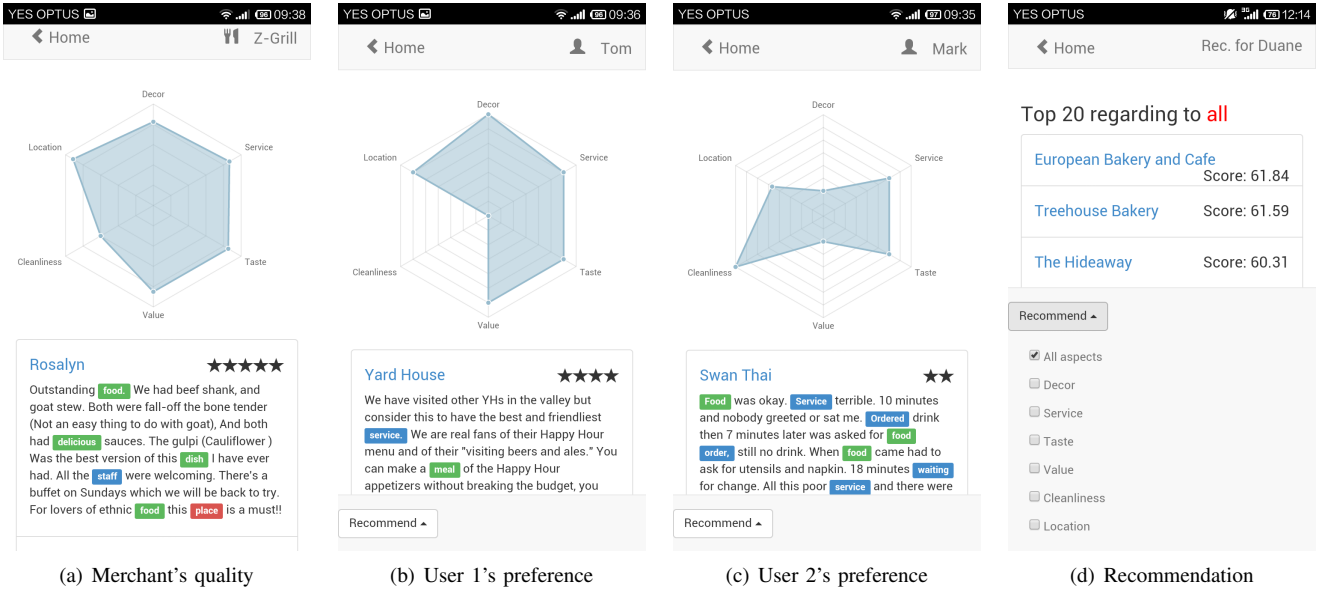 YES OPTUS 96 09:38
Home Z-Grill
Decor
Location Service
Cleanliness Taste
Value
Rosalyn
Outstanding food. We had beef shank, and
goat stew. Both were fall-off the bone tender
(Not an easy thing to do with goat), And both
had delicious sauces. The gulpi (Cauliflower )
Was the best version of this dish I have ever
had. All the staff were welcoming. There's a
buffet on Sundays which we will be back to try.
For lovers of ethnic food this place is a must!!
(a) Merchant's quality
YES OPTUS 96 09:36
Home Tom
Decor
Location Service
Cleanliness Taste
Value
Yard House
We have visited other YHs in the valley but
consider this to have the best and friendliest
service. We are real fans of their Happy Hour
menu and of their "visiting beers and ales." You
can make a meal of the Happy Hour
appetizers without breaking the budget, you
Recommend
(b) User 1's preference
YES OPTUS 97 09:35
Home Mark
Decor
Location Service
Cleanliness Taste
Value
Swan Thai
Food was okay. Service terrible. 10 minutes
and nobody greeted or sat me. Ordered drink
then 7 minutes later was asked for food
order, still no drink. When food came had to
ask for utensils and napkin. 18 minutes waiting
for change. All this poor service and there were
Recommend
(c) User 2's preference
YES OPTUS 3G 76 12:14
Home Rec. for Duane
Top 20 regarding to all
European Bakery and Cafe
Score: 61.84
Treehouse Bakery Score: 61.59
The Hideaway Score: 60.31
Recommend
All aspects
Decor
Service
Taste
Value
Cleanliness
Location
(d) Recommendation